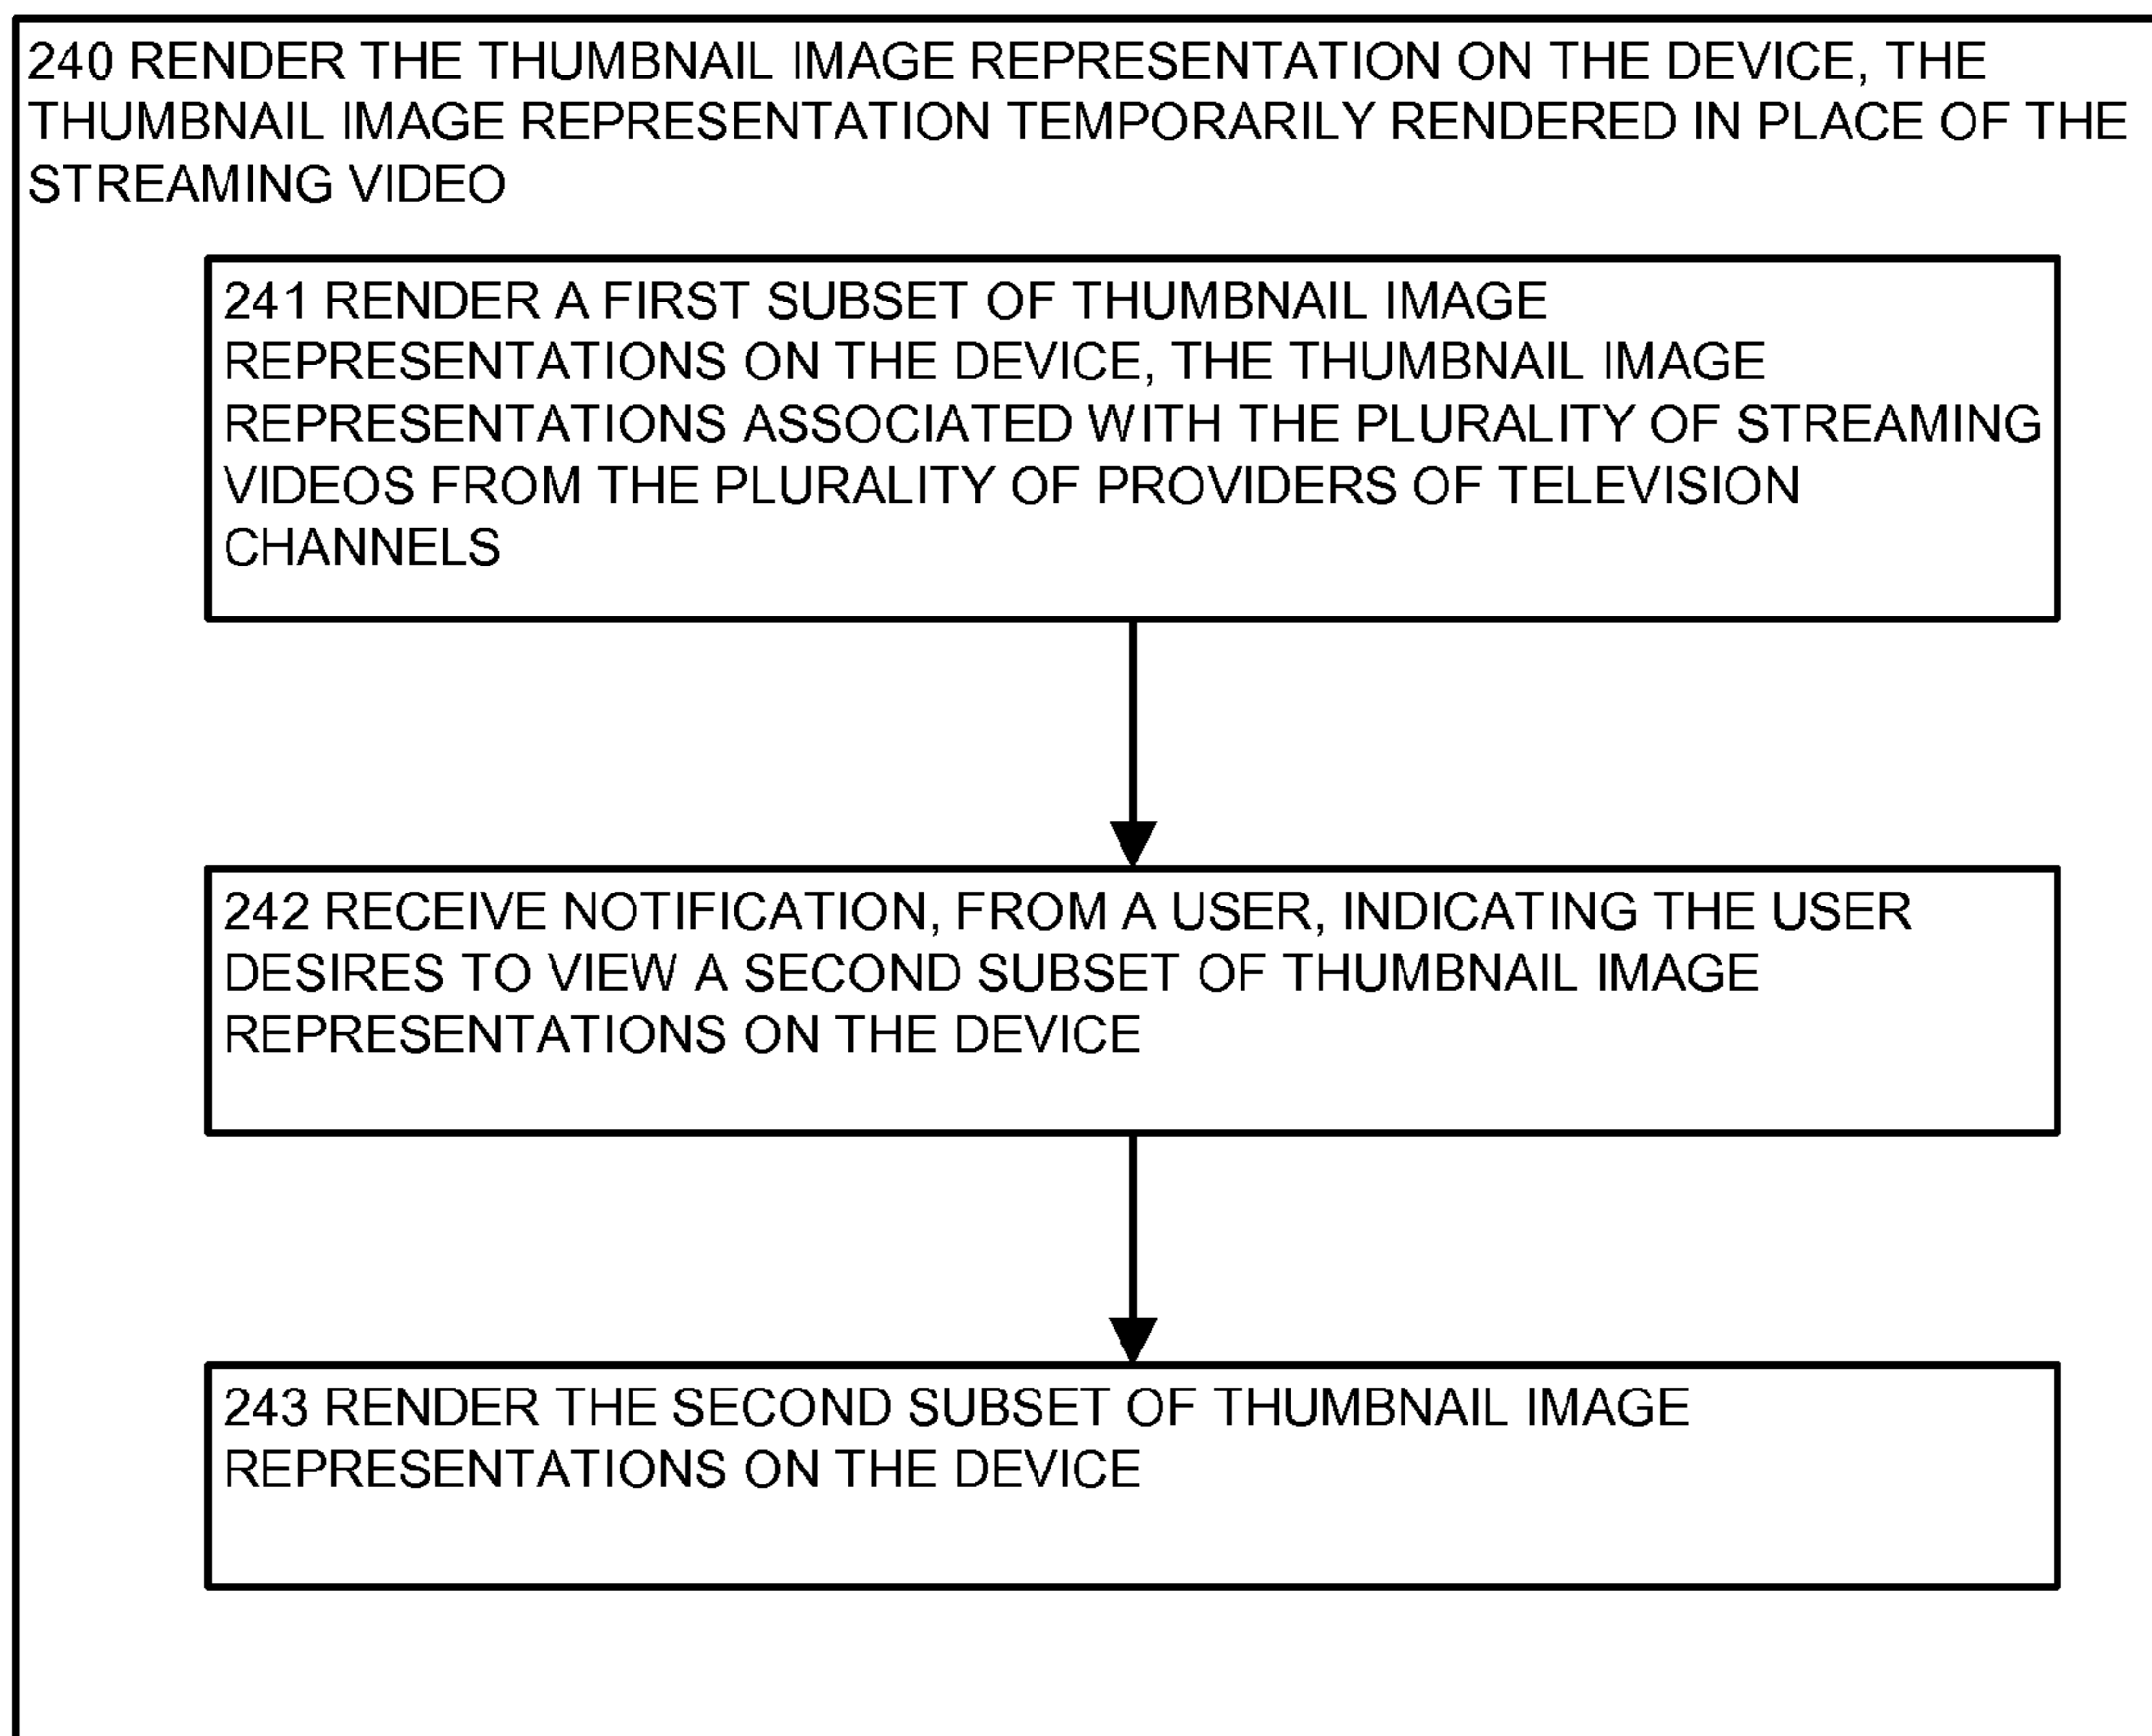 240 RENDER THE THUMBNAIL IMAGE REPRESENTATION ON THE DEVICE, THE
THUMBNAIL IMAGE REPRESENTATION TEMPORARILY RENDERED IN PLACE OF THE
STREAMING VIDEO
241 RENDER A FIRST SUBSET OF THUMBNAIL IMAGE
REPRESENTATIONS ON THE DEVICE, THE THUMBNAIL IMAGE
REPRESENTATIONS ASSOCIATED WITH THE PLURALITY OF STREAMING
VIDEOS FROM THE PLURALITY OF PROVIDERS OF TELEVISION
CHANNELS
242 RECEIVE NOTIFICATION, FROM A USER, INDICATING THE USER
DESIRES TO VIEW A SECOND SUBSET OF THUMBNAIL IMAGE
REPRESENTATIONS ON THE DEVICE
243 RENDER THE SECOND SUBSET OF THUMBNAIL IMAGE
REPRESENTATIONS ON THE DEVICE